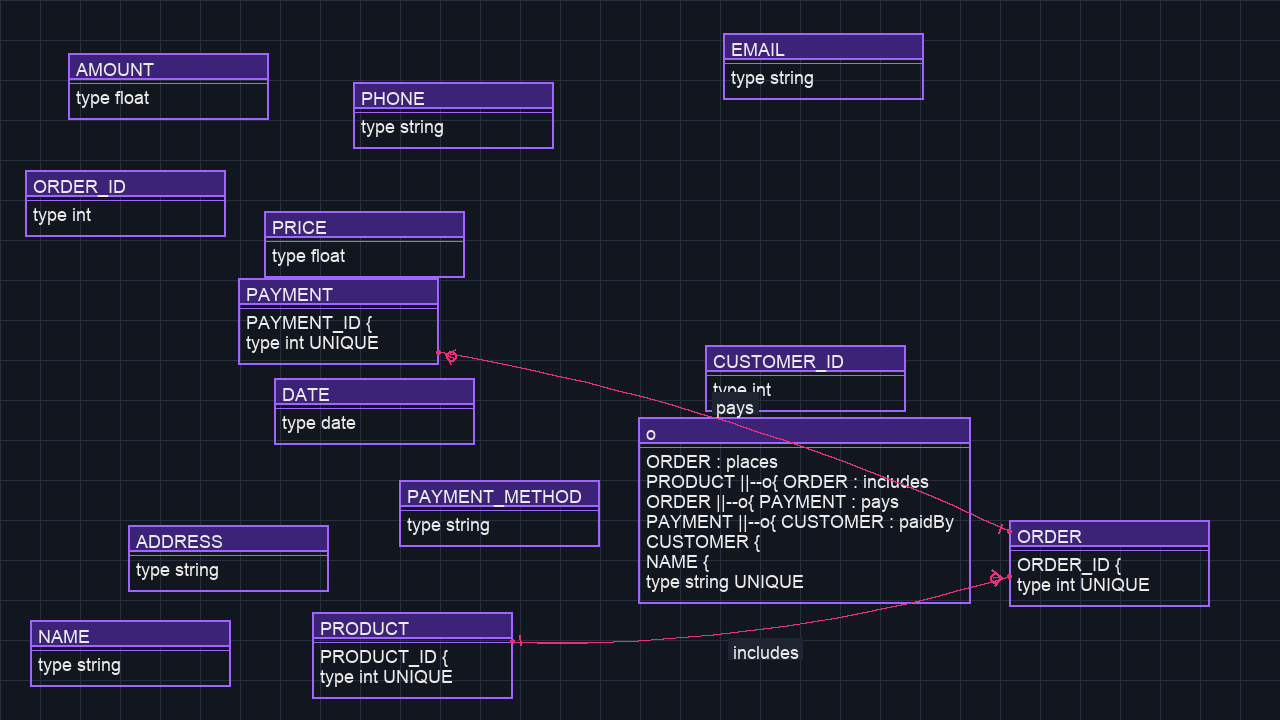 EMAIL
type string
AMOUNT
type float
PHONE
type string
ORDER_ID
type int
PRICE
type float
PAYMENT
PAYMENT_ID {
type int UNIQUE
CUSTOMER_ID
type int
DATE
type date
pays
o
ORDER : places
PRODUCT ||--o{ ORDER : includes
ORDER ||--o{ PAYMENT : pays
PAYMENT ||--o{ CUSTOMER : paidBy
CUSTOMER {
NAME {
type string UNIQUE
PAYMENT_METHOD
type string
ADDRESS
type string
ORDER
ORDER_ID {
type int UNIQUE
NAME
type string
PRODUCT
PRODUCT_ID {
type int UNIQUE
includes